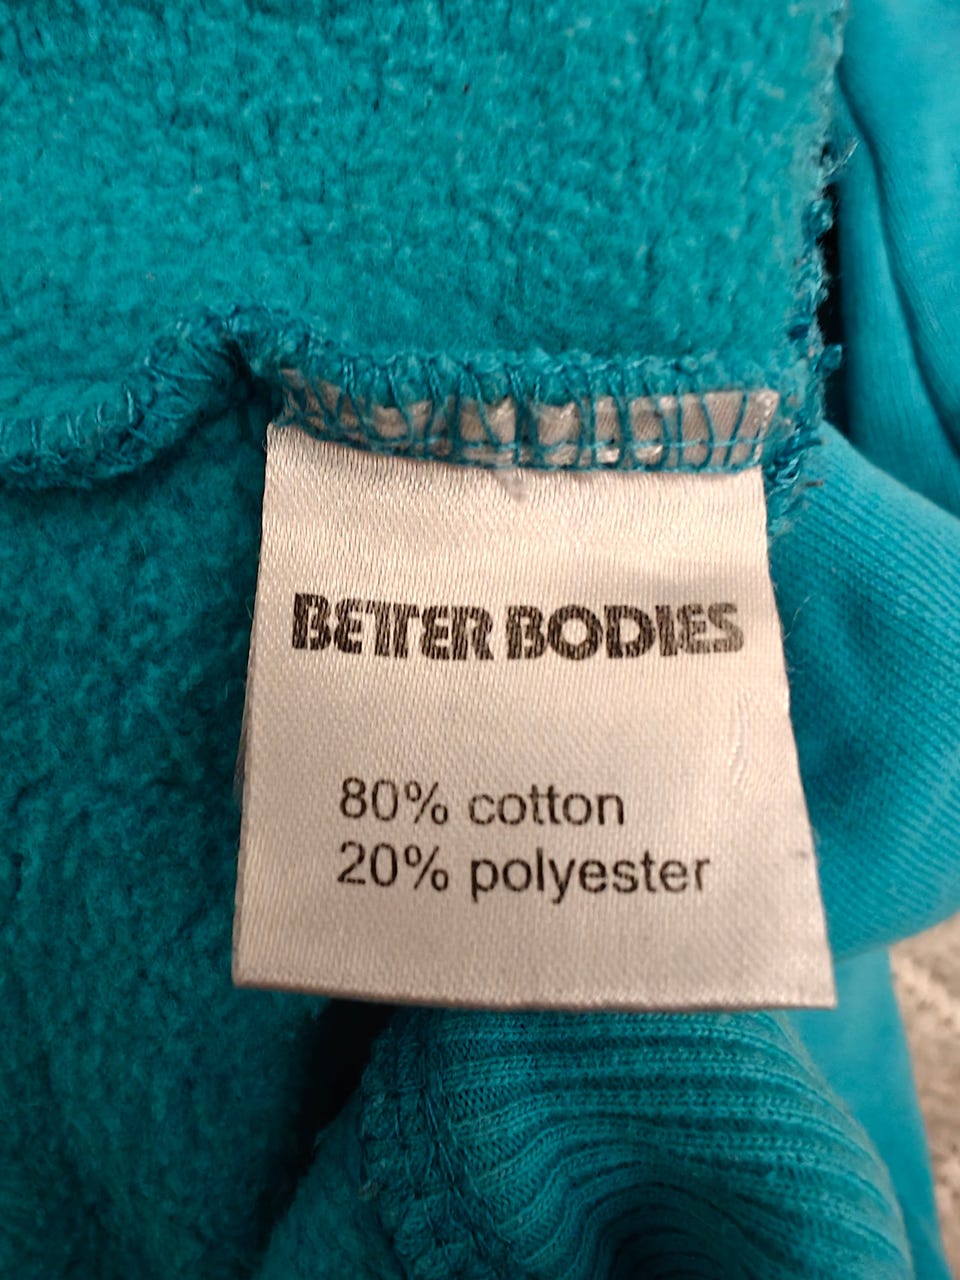 BETTER BODIES
80% cotton
20% polyester